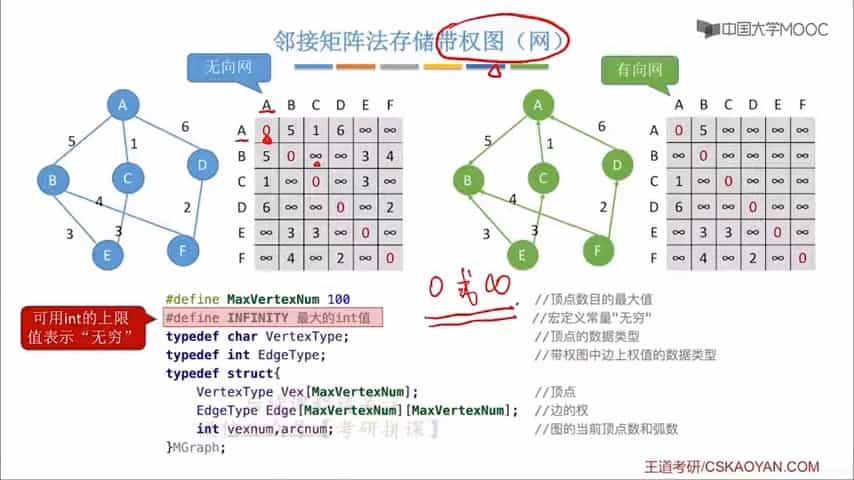 中国大学MOOC
邻接矩阵法存储带权图（网）
无向网
有向网
A
5
1
6
B
C
D
4
2
3
3
E
F
A B C D E F
A 0 5 1 6 ∞ ∞
B 5 0 ∞ ∞ 3 4
C 1 ∞ 0 ∞ 3 ∞
D 6 ∞ ∞ 0 ∞ 2
E ∞ 3 3 ∞ 0 ∞
F ∞ 4 ∞ 2 ∞ 0
A
5
1
6
B
C
D
4
2
3
3
E
F
A B C D E F
A 0 5 ∞ ∞ ∞ ∞
B ∞ 0 ∞ ∞ ∞ ∞
C 1 ∞ 0 ∞ ∞ ∞
D 6 ∞ ∞ 0 ∞ ∞
E ∞ 3 3 ∞ 0 ∞
F ∞ 4 ∞ 2 ∞ 0
0 或 ∞
可用int的上限
值表示“无穷”
#define MaxVertexNum 100 //顶点数目的最大值
#define INFINITY 最大的int值 //宏定义常量"无穷"
typedef char VertexType; //顶点的数据类型
typedef int EdgeType; //带权图中边上权值的数据类型
typedef struct{
VertexType Vex[MaxVertexNum]; //顶点
EdgeType Edge[MaxVertexNum][MaxVertexNum]; //边的权
int vexnum,arcnum; //图的当前顶点数和弧数
}MGraph;
王道考研/CSKAOYAN.COM